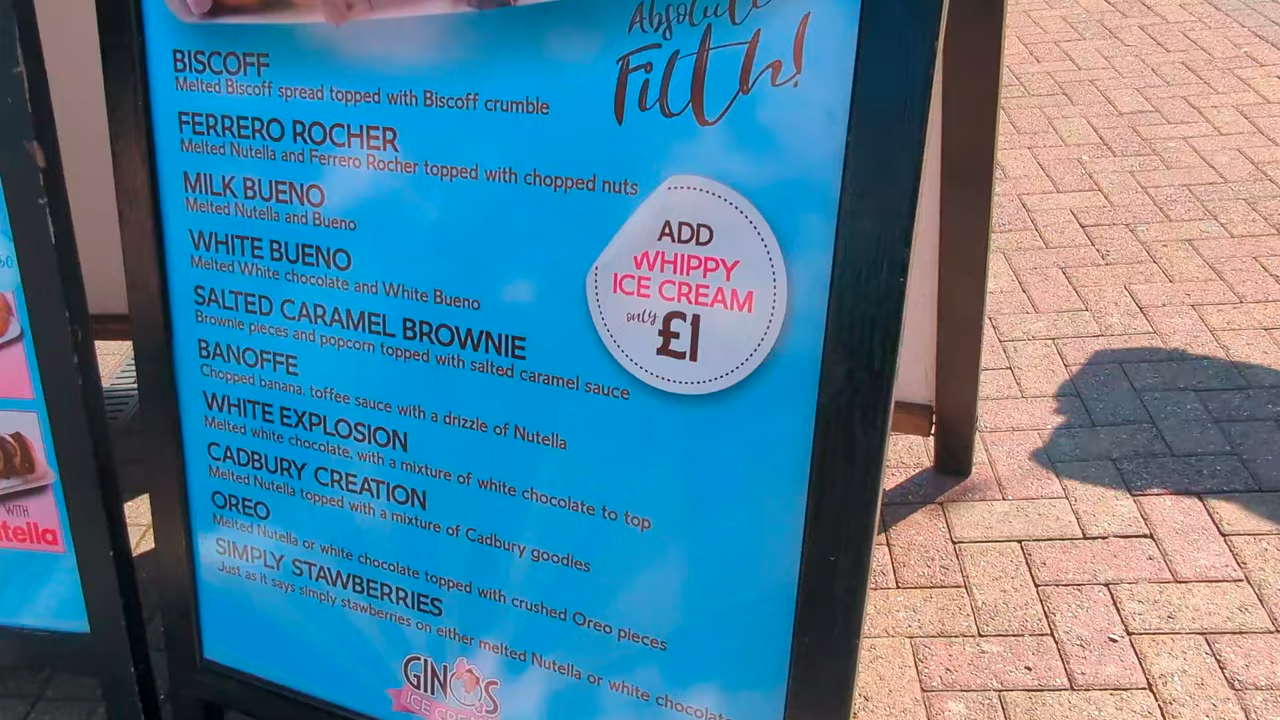 Absolute
Filth!
BISCOFF
Melted Biscoff spread topped with Biscoff crumble
FERRERO ROCHER
Melted Nutella and Ferrero Rocher topped with chopped nuts
MILK BUENO
Melted Nutella and Bueno
WHITE BUENO
Melted White chocolate and White Bueno
SALTED CARAMEL BROWNIE
Brownie pieces and popcorn topped with salted caramel sauce
BANOFFE
Chopped banana, toffee sauce with a drizzle of Nutella
WHITE EXPLOSION
Melted white chocolate, with a mixture of white chocolate to top
CADBURY CREATION
Melted Nutella topped with a mixture of Cadbury goodies
OREO
Melted Nutella or white chocolate topped with crushed Oreo pieces
SIMPLY STAWBERRIES
Just as it says simply stawberries on either melted Nutella or white chocolate
ADD
WHIPPY
ICE CREAM
only £1
GINO'S
ICE CREAM
WITH
utella